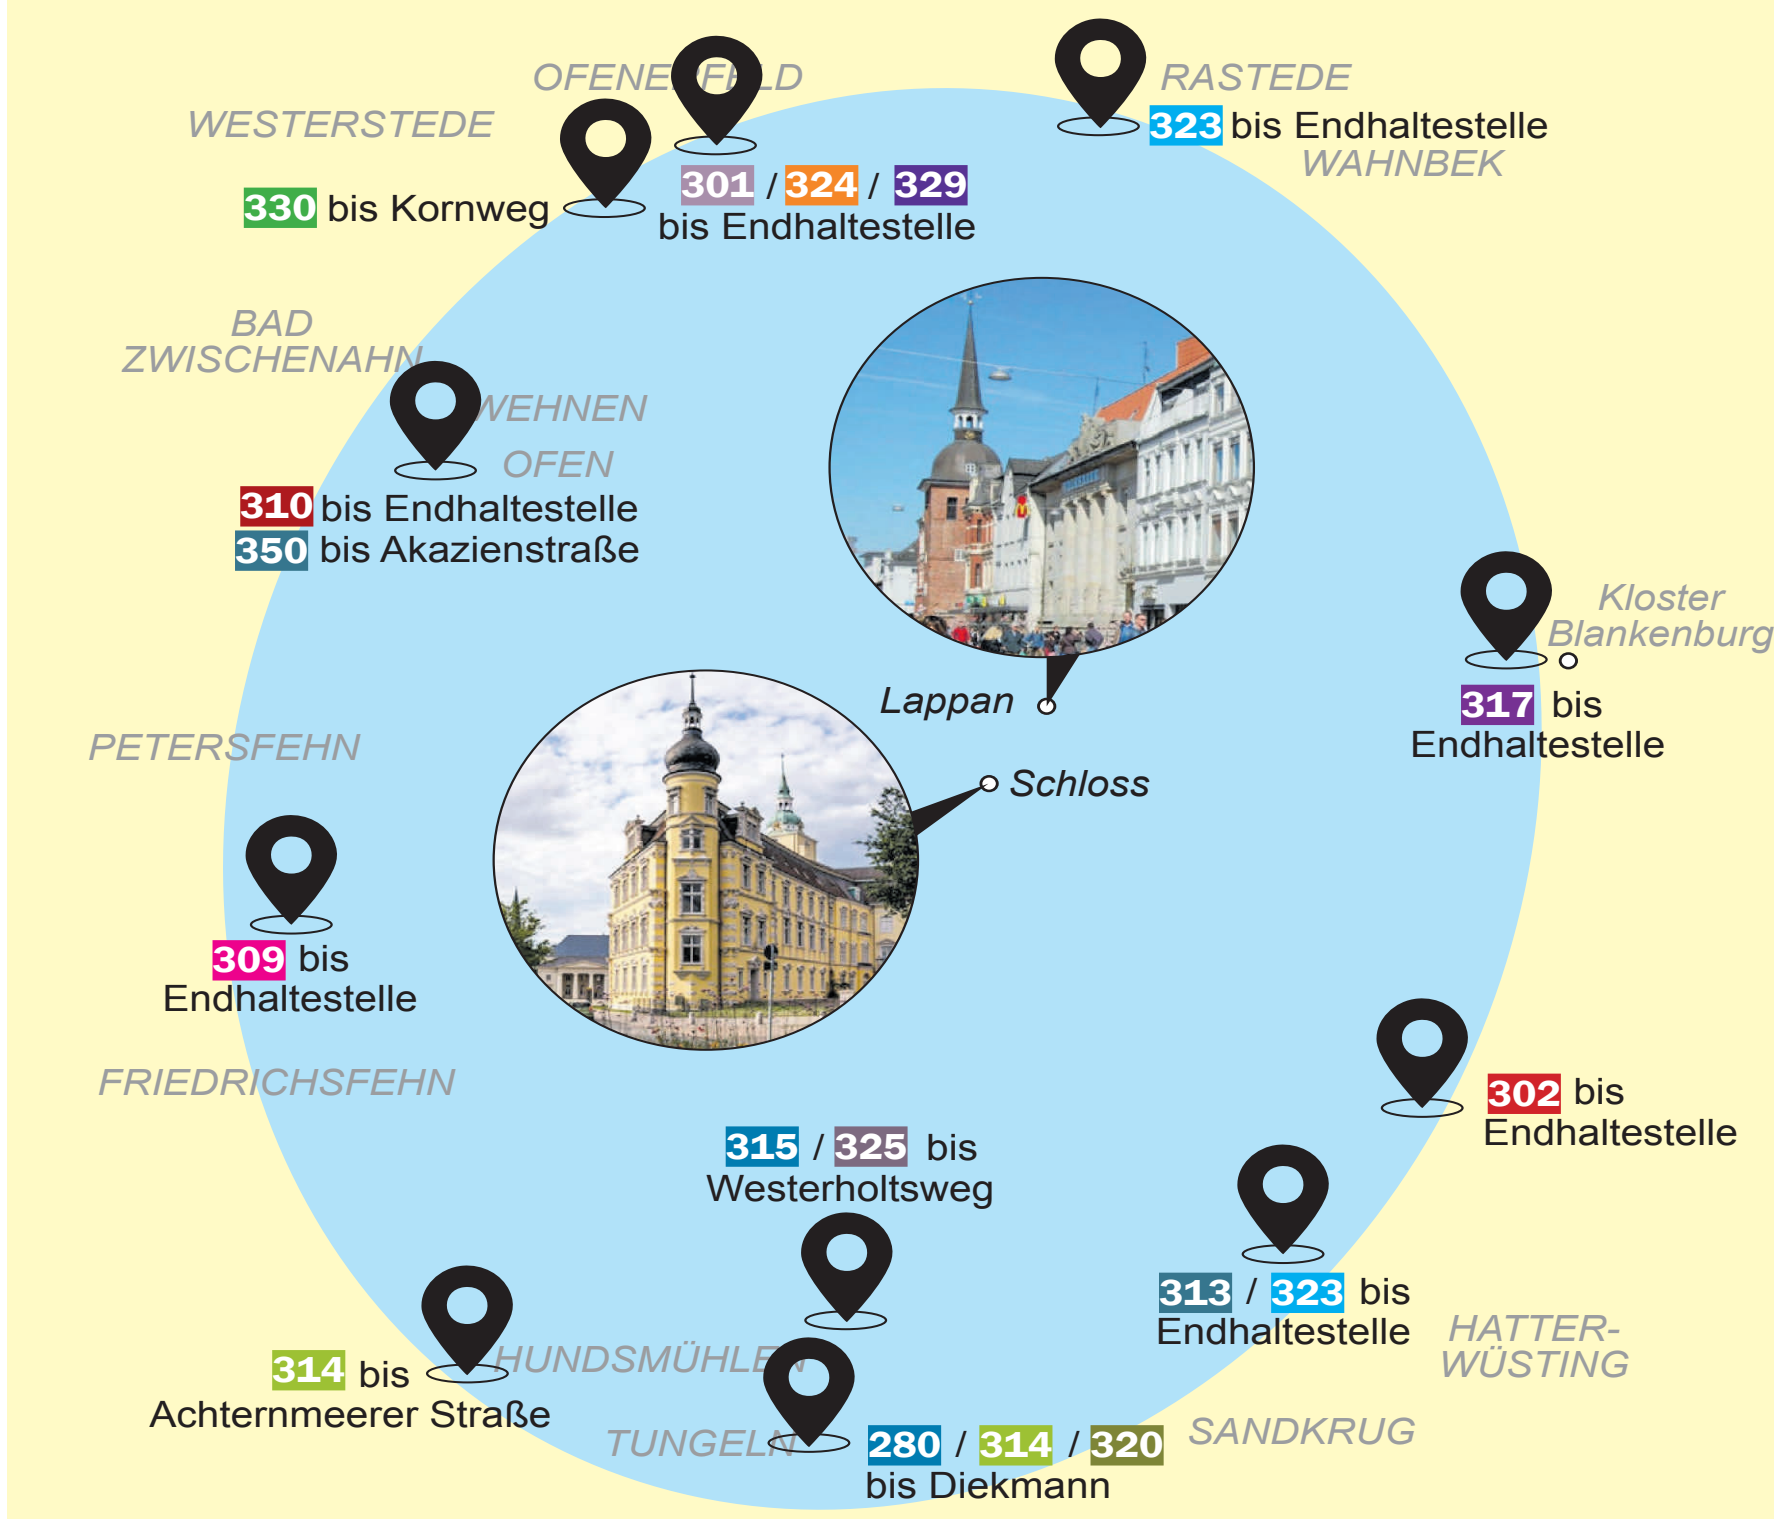 OFENERFELD
RASTEDE
WESTERSTEDE
323 bis Endhaltestelle
WAHNBEK
330 bis Kornweg
301 / 324 / 329
bis Endhaltestelle
BAD
ZWISCHENAHN
WEHNEN
OFEN
310 bis Endhaltestelle
350 bis Akazienstraße
Kloster
Blankenburg
317 bis
Endhaltestelle
Lappan
Schloss
PETERSFEHN
309 bis
Endhaltestelle
FRIEDRICHSFEHN
302 bis
Endhaltestelle
315 / 325 bis
Westerholtsweg
313 / 323 bis
Endhaltestelle
HATTER-
WÜSTING
HUNDSMÜHLEN
314 bis
Achternmeerer Straße
TUNGELN
280 / 314 / 320
bis Diekmann
SANDKRUG